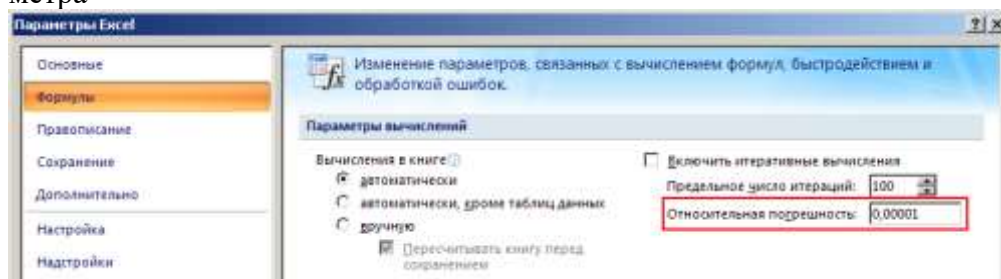 метра
Параметры Excel
Основные
Формулы
Правописание
Сохранение
Дополнительно
Настройка
Надстройки
Изменение параметров, связанных с вычислением формул, быстродействием и
обработкой ошибок.
Параметры вычислений
Вычисления в книге
автоматически
автоматически, кроме таблиц данных
вручную
Пересчитывать книгу перед
сохранением
Включить итеративные вычисления
Предельное число итераций: 100
Относительная погрешность: 0,00001